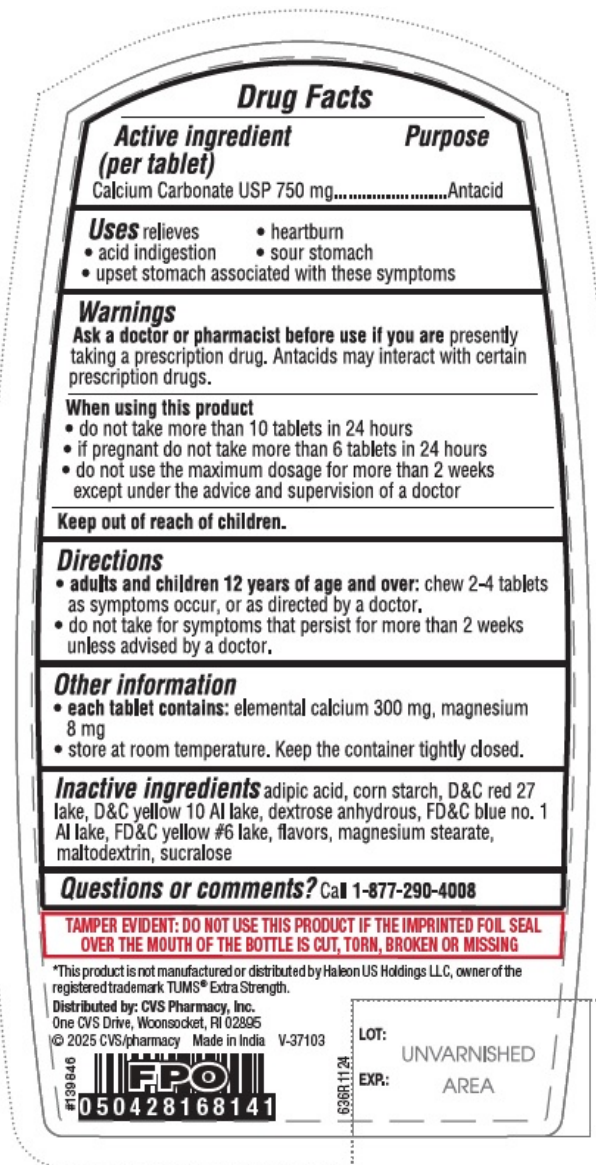 Drug Facts
Active ingredient Purpose
(per tablet)
Calcium Carbonate USP 750 mg........................Antacid
Uses relieves • heartburn
• acid indigestion • sour stomach
• upset stomach associated with these symptoms
Warnings
Ask a doctor or pharmacist before use if you are presently
taking a prescription drug. Antacids may interact with certain
prescription drugs.
When using this product
• do not take more than 10 tablets in 24 hours
• if pregnant do not take more than 6 tablets in 24 hours
• do not use the maximum dosage for more than 2 weeks
except under the advice and supervision of a doctor
Keep out of reach of children.
Directions
• adults and children 12 years of age and over: chew 2-4 tablets
as symptoms occur, or as directed by a doctor.
• do not take for symptoms that persist for more than 2 weeks
unless advised by a doctor.
Other information
• each tablet contains: elemental calcium 300 mg, magnesium
8 mg
• store at room temperature. Keep the container tightly closed.
Inactive ingredients adipic acid, corn starch, D&C red 27
lake, D&C yellow 10 Al lake, dextrose anhydrous, FD&C blue no. 1
Al lake, FD&C yellow #6 lake, flavors, magnesium stearate,
maltodextrin, sucralose
Questions or comments? Call 1-877-290-4008
TAMPER EVIDENT: DO NOT USE THIS PRODUCT IF THE IMPRINTED FOIL SEAL
OVER THE MOUTH OF THE BOTTLE IS CUT, TORN, BROKEN OR MISSING
*This product is not manufactured or distributed by Haleon US Holdings LLC, owner of the
registered trademark TUMS® Extra Strength.
Distributed by: CVS Pharmacy, Inc.
One CVS Drive, Woonsocket, RI 02895
© 2025 CVS/pharmacy Made in India V-37103
#139646
FPO
050428168141
636R1124
LOT:
UNVARNISHED
EXP.: AREA